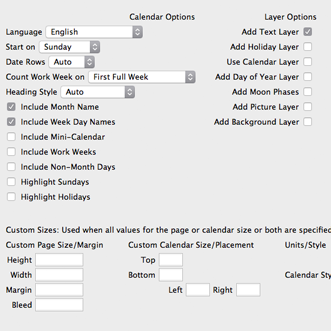 Calendar Options
Layer Options
Language English
Add Text Layer
Start on Sunday
Add Holiday Layer
Date Rows Auto
Use Calendar Layer
Count Work Week on First Full Week
Add Day of Year Layer
Heading Style Auto
Add Moon Phases
Include Month Name
Add Picture Layer
Include Week Day Names
Add Background Layer
Include Mini-Calendar
Include Work Weeks
Include Non-Month Days
Highlight Sundays
Highlight Holidays
Custom Sizes: Used when all values for the page or calendar size or both are specified
Custom Page Size/Margin
Custom Calendar Size/Placement
Units/Style
Height
Top
Width
Bottom
Calendar Sty
Margin
Left
Right
Bleed